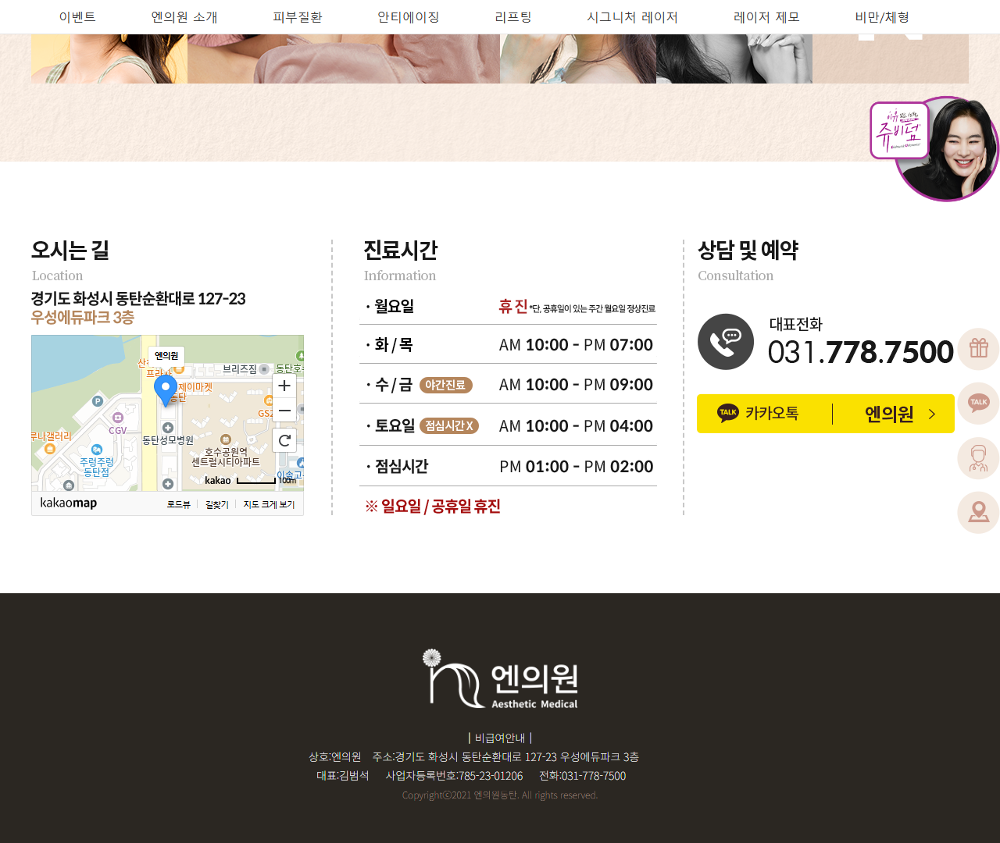 이벤트 엔의원 소개 피부질환 안티에이징 리프팅 시그니처 레이저 레이저 제모 비만/체형
쥬비덤
오시는 길
Location
경기도 화성시 동탄순환대로 127-23
우성에듀파크 3층
엔의원
브리즈짐
동탄호수
제이마켓
동탄
CGV
루나갤러리
동탄성모병원
주렁주렁
동탄점
호수공원역
센트럴시티아파트
이솔고
kakao 100m
kakaomap 로드뷰 길찾기 지도 크게 보기
진료시간
Information
· 월요일 휴 진 *단, 공휴일이 있는 주간 월요일 정상진료
· 화 / 목 AM 10:00 - PM 07:00
· 수 / 금 야간진료 AM 10:00 - PM 09:00
· 토요일 점심시간 X AM 10:00 - PM 04:00
· 점심시간 PM 01:00 - PM 02:00
※ 일요일 / 공휴일 휴진
상담 및 예약
Consultation
대표전화
031.778.7500
TALK 카카오톡 엔의원 >
TALK
엔의원
Aesthetic Medical
| 비급여안내 |
상호:엔의원 주소:경기도 화성시 동탄순환대로 127-23 우성에듀파크 3층
대표:김범석 사업자등록번호:785-23-01206 전화:031-778-7500
Copyrightⓒ2021 엔의원동탄. All rights reserved.